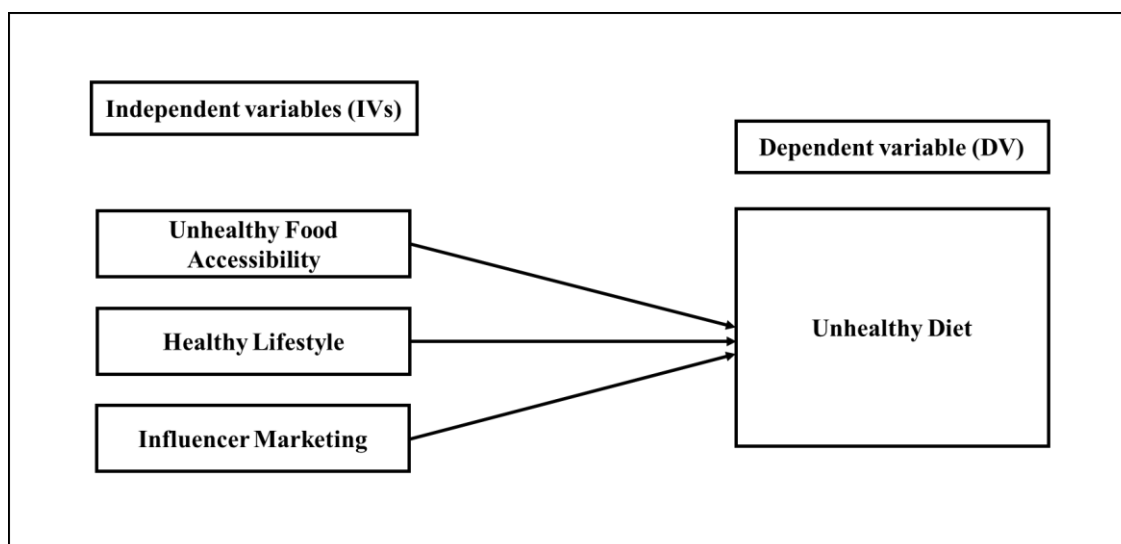 Independent variables (IVs)
Dependent variable (DV)
Unhealthy Food
Accessibility
Healthy Lifestyle
Unhealthy Diet
Influencer Marketing